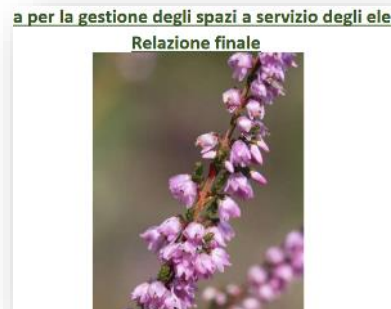 a per la gestione degli spazi a servizio degli ele
Relazione finale